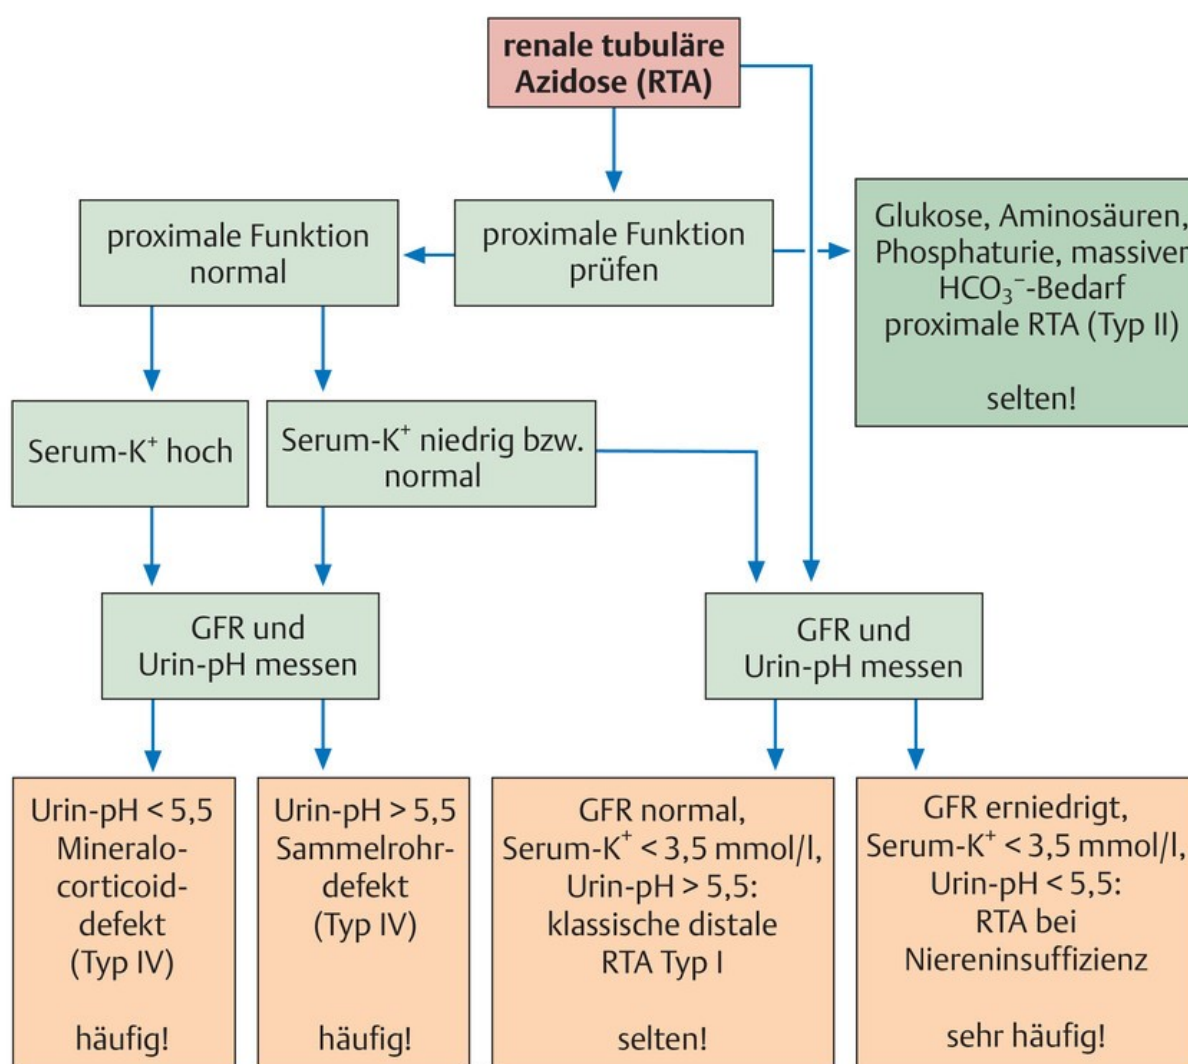 renale tubuläre
Azidose (RTA)
proximale Funktion
normal
proximale Funktion
prüfen
Glukose, Aminosäuren,
Phosphaturie, massiver
HCO₃⁻-Bedarf
proximale RTA (Typ II)
selten!
Serum-K⁺ hoch
Serum-K⁺ niedrig bzw.
normal
GFR und
Urin-pH messen
GFR und
Urin-pH messen
Urin-pH < 5,5
Mineralo-
corticoid-
defekt
(Typ IV)
häufig!
Urin-pH > 5,5
Sammelrohr-
defekt
(Typ IV)
häufig!
GFR normal,
Serum-K⁺ < 3,5 mmol/l,
Urin-pH > 5,5:
klassische distale
RTA Typ I
selten!
GFR erniedrigt,
Serum-K⁺ < 3,5 mmol/l,
Urin-pH < 5,5:
RTA bei
Niereninsuffizienz
sehr häufig!